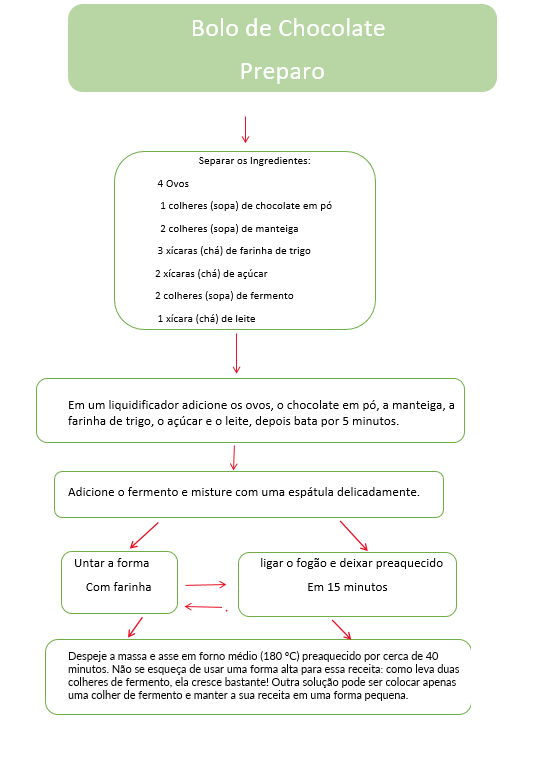 Bolo de Chocolate
Preparo
Separar os Ingredientes:
4 Ovos
1 colheres (sopa) de chocolate em pó
2 colheres (sopa) de manteiga
3 xícaras (chá) de farinha de trigo
2 xícaras (chá) de açúcar
2 colheres (sopa) de fermento
1 xícara (chá) de leite
Em um liquidificador adicione os ovos, o chocolate em pó, a manteiga, a
farinha de trigo, o açúcar e o leite, depois bata por 5 minutos.
Adicione o fermento e misture com uma espátula delicadamente.
Untar a forma
Com farinha
ligar o fogão e deixar preaquecido
Em 15 minutos
.
Despeje a massa e asse em forno médio (180 ºC) preaquecido por cerca de 40
minutos. Não se esqueça de usar uma forma alta para essa receita: como leva duas
colheres de fermento, ela cresce bastante! Outra solução pode ser colocar apenas
uma colher de fermento e manter a sua receita em uma forma pequena.